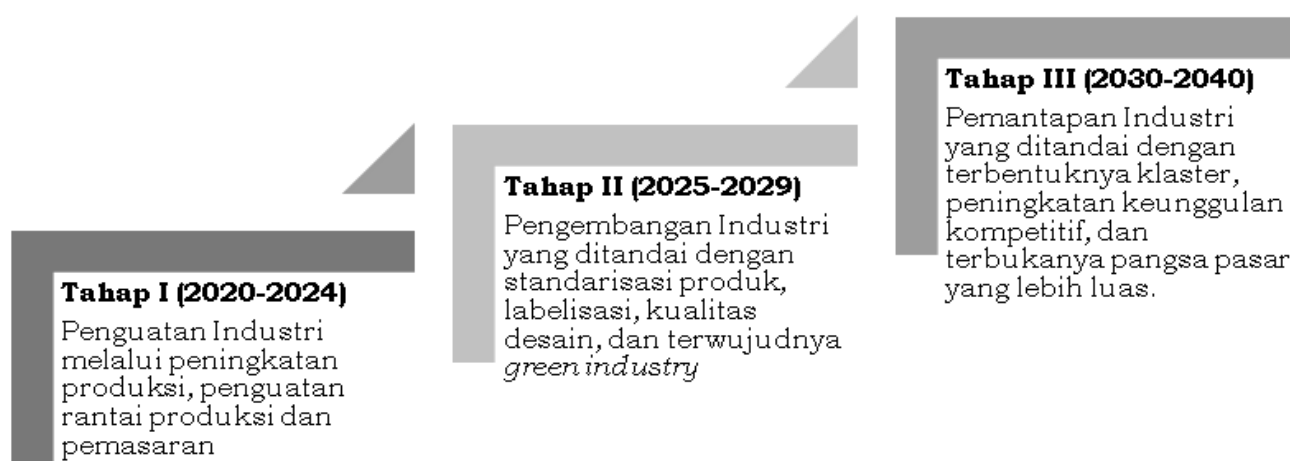 Tahap I (2020-2024)
Penguatan Industri
melalui peningkatan
produksi, penguatan
rantai produksi dan
pemasaran
Tahap II (2025-2029)
Pengembangan Industri
yang ditandai dengan
standarisasi produk,
labelisasi, kualitas
desain, dan terwujudnya
green industry
Tahap III (2030-2040)
Pemantapan Industri
yang ditandai dengan
terbentuknya klaster,
peningkatan keunggulan
kompetitif, dan
terbukanya pangsa pasar
yang lebih luas.